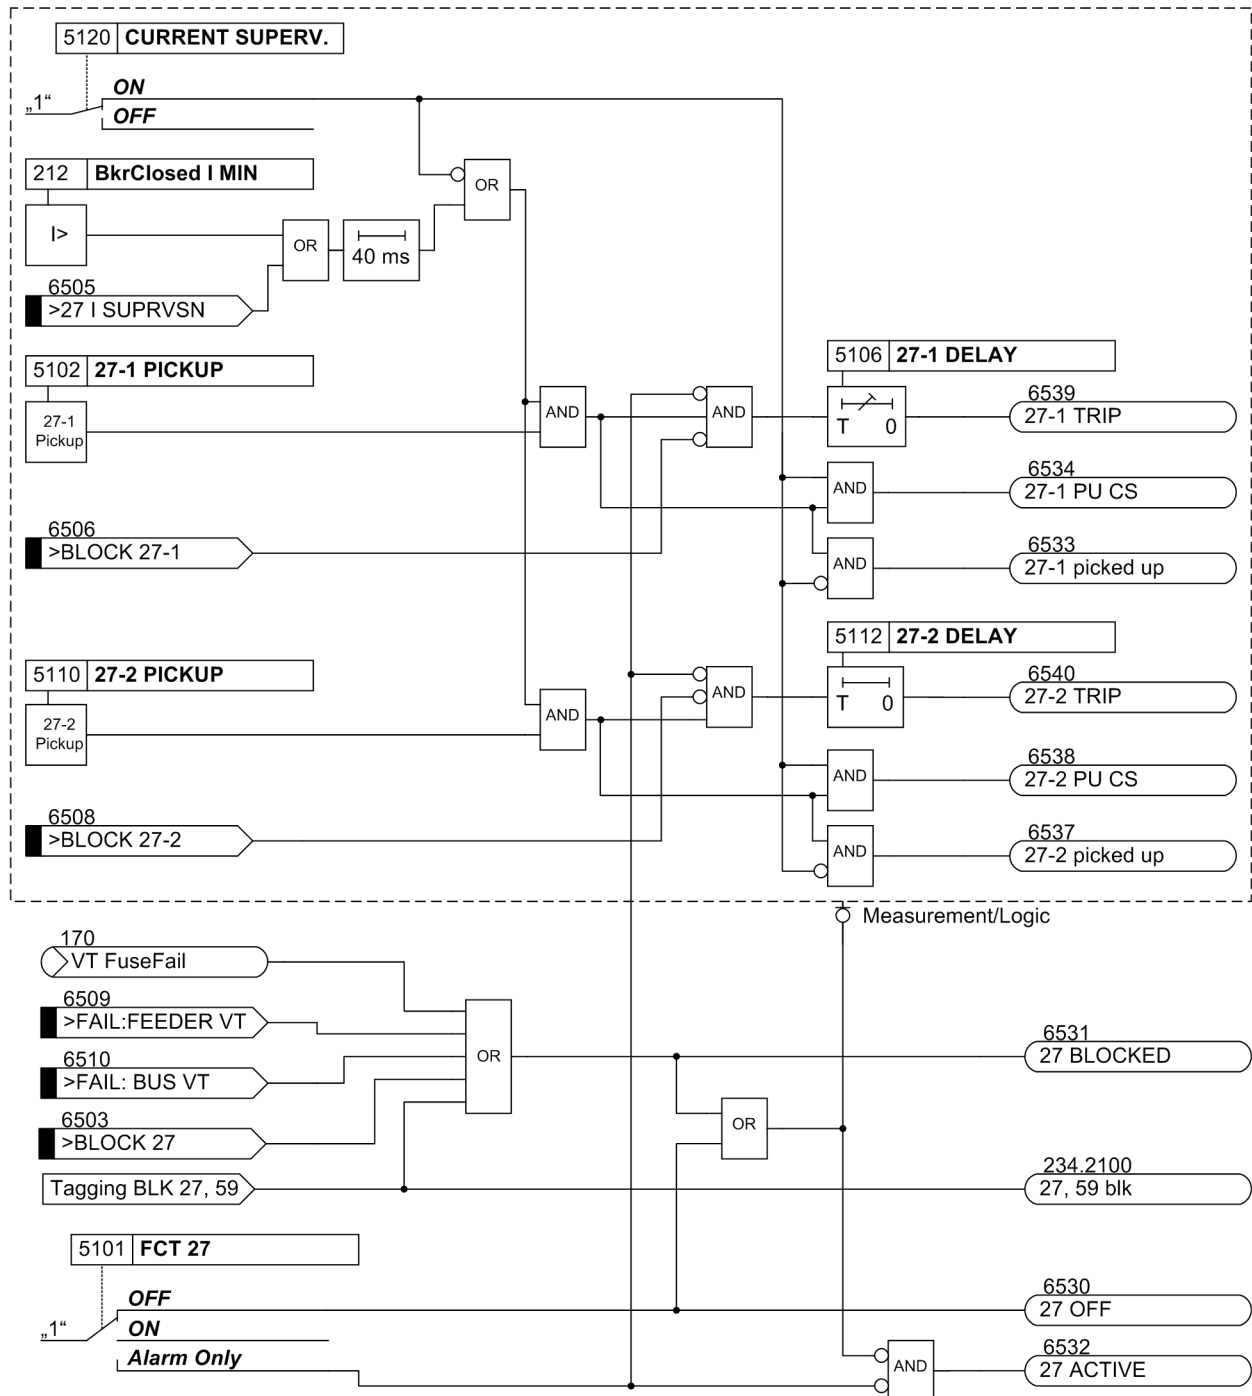 5120 CURRENT SUPERV.
ON
„1“
OFF
212 BkrClosed I MIN
OR
I>
OR
40 ms
6505
>27 I SUPRVSN
5102 27-1 PICKUP
5106 27-1 DELAY
27-1
Pickup
AND
AND
T 0
6539
27-1 TRIP
AND
6534
27-1 PU CS
6506
>BLOCK 27-1
AND
6533
27-1 picked up
5112 27-2 DELAY
5110 27-2 PICKUP
27-2
Pickup
AND
AND
T 0
6540
27-2 TRIP
AND
6538
27-2 PU CS
6508
>BLOCK 27-2
AND
6537
27-2 picked up
Measurement/Logic
170
VT FuseFail
6509
>FAIL:FEEDER VT
6510
>FAIL: BUS VT
OR
6531
27 BLOCKED
6503
>BLOCK 27
OR
Tagging BLK 27, 59
234.2100
27, 59 blk
5101 FCT 27
OFF
6530
27 OFF
„1“
ON
Alarm Only
AND
6532
27 ACTIVE